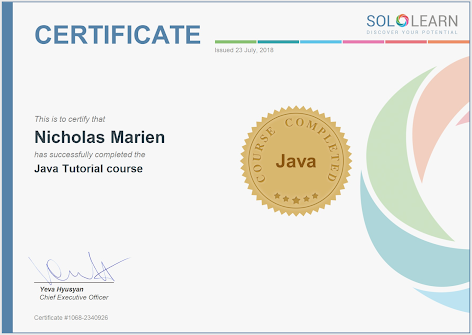 CERTIFICATE
SOLOLEARN
DISCOVER YOUR POTENTIAL
Issued 23 July, 2018
This is to certify that
Nicholas Marien
has successfully completed the
Java Tutorial course
COURSE COMPLETED
Java
Yeva Hyusyan
Chief Executive Officer
Certificate #1068-2340926